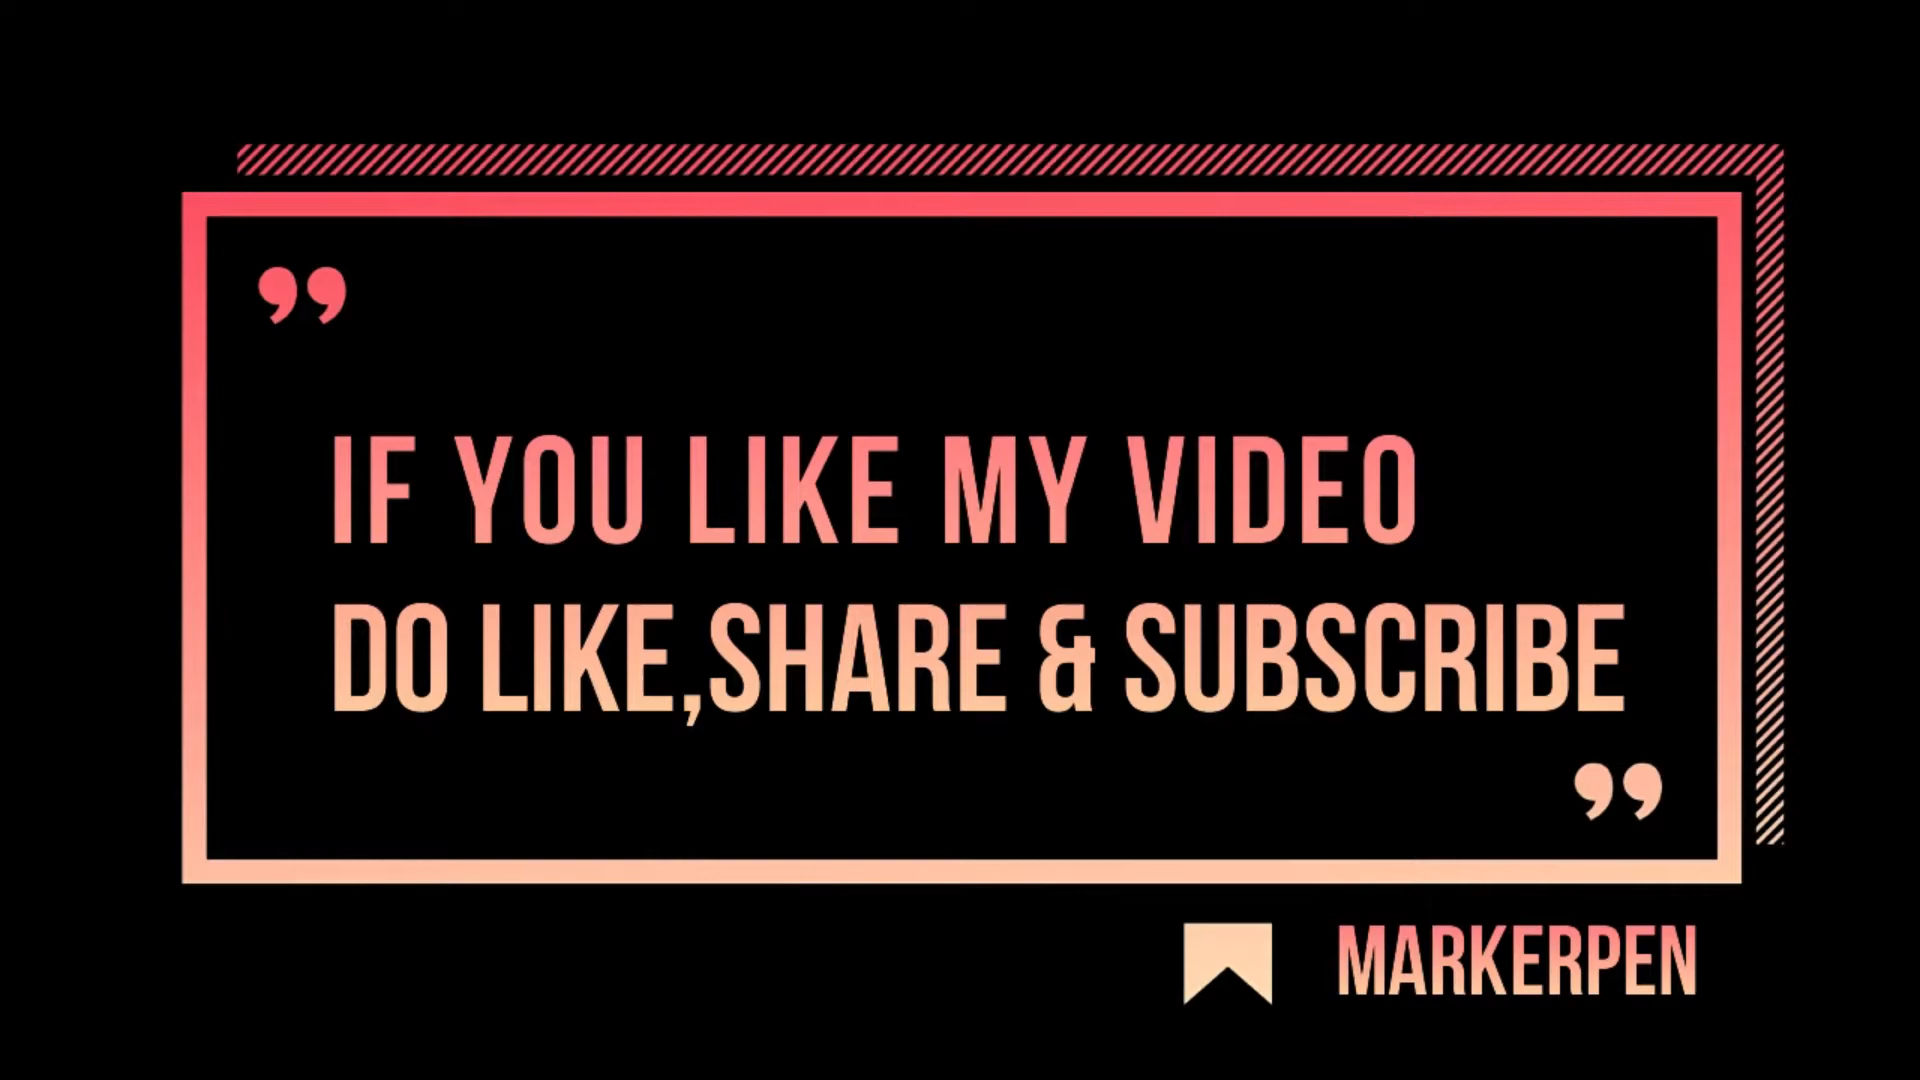 ”
IF YOU LIKE MY VIDEO
DO LIKE,SHARE & SUBSCRIBE
”
MARKERPEN